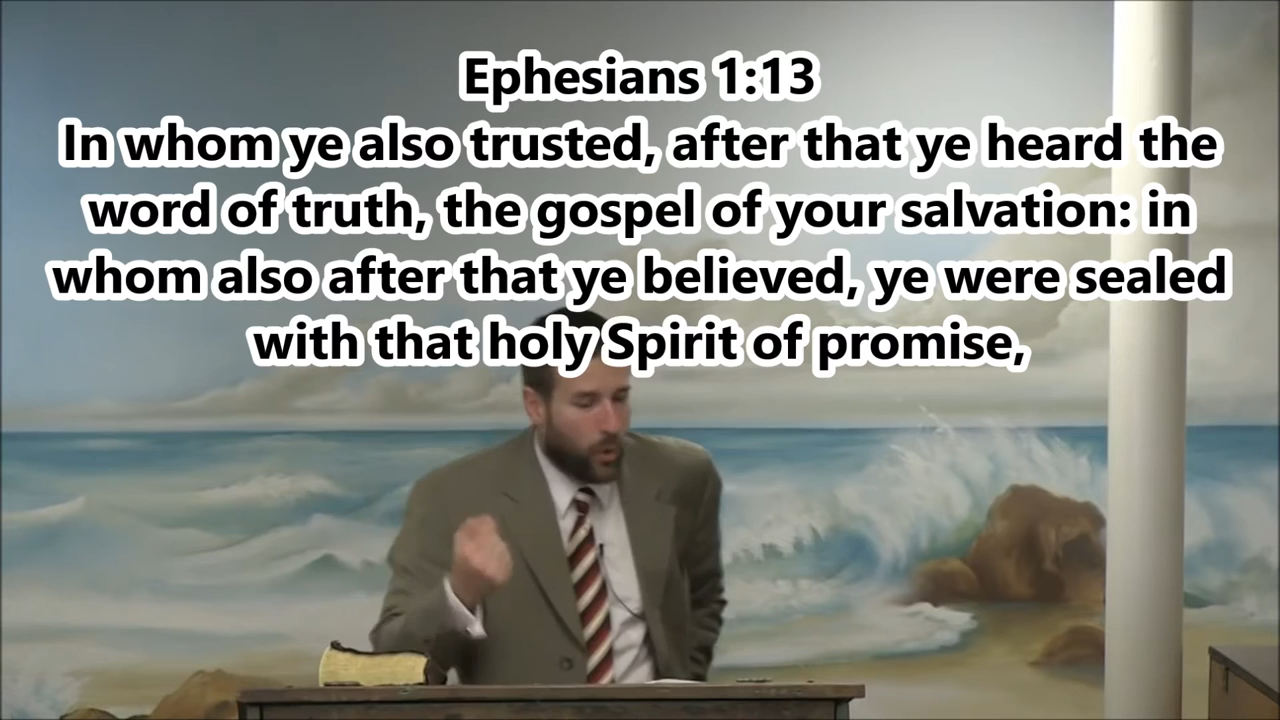 Ephesians 1:13
In whom ye also trusted, after that ye heard the
word of truth, the gospel of your salvation: in
whom also after that ye believed, ye were sealed
with that holy Spirit of promise,